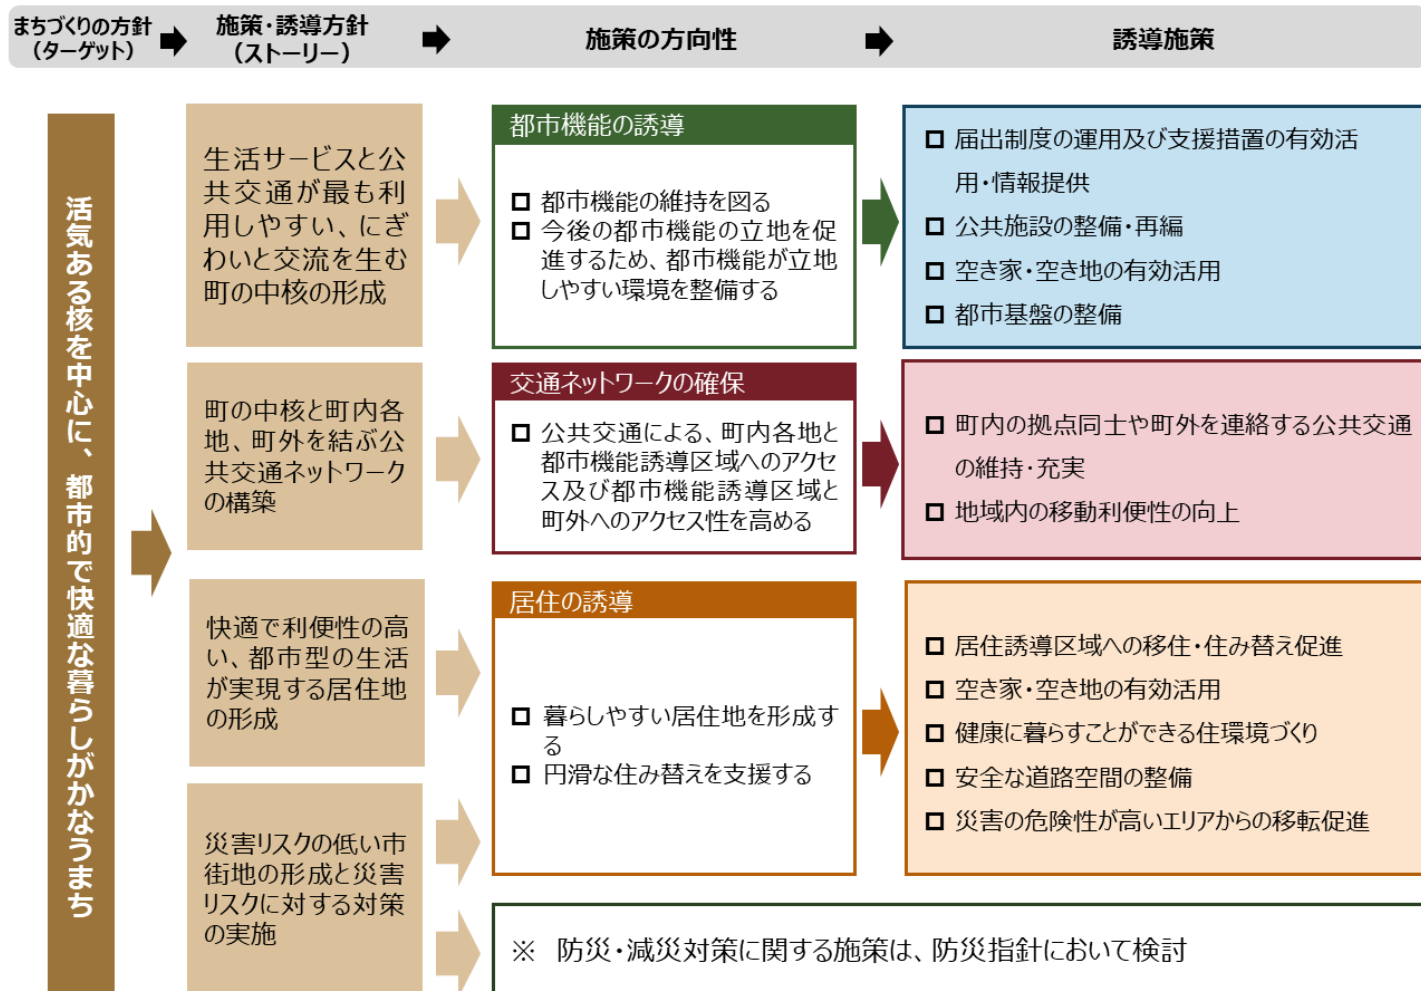 まちづくりの方針
（ターゲット）
施策・誘導方針
（ストーリー）
施策の方向性
誘導施策
活気ある核を中心に、都市的で快適な暮らしがかなうまち
生活サービスと公
共交通が最も利
用しやすい、にぎ
わいと交流を生む
町の中核の形成
都市機能の誘導
都市機能の維持を図る
今後の都市機能の立地を促
進するため、都市機能が立地
しやすい環境を整備する
届出制度の運用及び支援措置の有効活
用・情報提供
公共施設の整備・再編
空き家・空き地の有効活用
都市基盤の整備
町の中核と町内各
地、町外を結ぶ公
共交通ネットワーク
の構築
交通ネットワークの確保
公共交通による、町内各地と
都市機能誘導区域へのアクセ
ス及び都市機能誘導区域と
町外へのアクセス性を高める
町内の拠点同士や町外を連絡する公共交通
の維持・充実
地域内の移動利便性の向上
快適で利便性の高
い、都市型の生活
が実現する居住地
の形成
災害リスクの低い市
街地の形成と災害
リスクに対する対策
の実施
居住の誘導
暮らしやすい居住地を形成す
る
円滑な住み替えを支援する
居住誘導区域への移住・住み替え促進
空き家・空き地の有効活用
健康に暮らすことができる住環境づくり
安全な道路空間の整備
災害の危険性が高いエリアからの移転促進
※　防災・減災対策に関する施策は、防災指針において検討